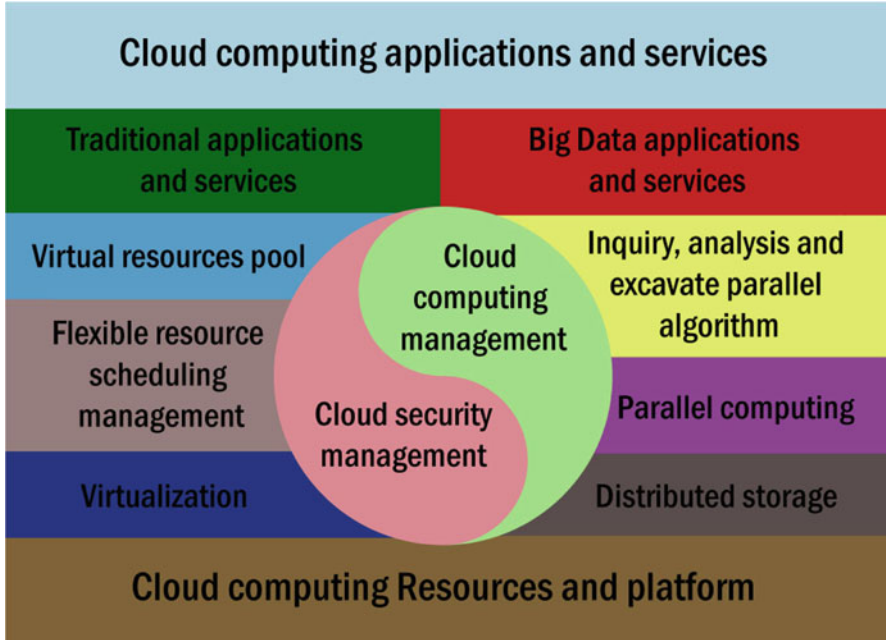 Cloud computing applications and services
Traditional applications
and services
Big Data applications
and services
Virtual resources pool
Flexible resource
scheduling
management
Virtualization
Cloud
computing
management
Cloud security
management
Inquiry, analysis and
excavate parallel
algorithm
Parallel computing
Distributed storage
Cloud computing Resources and platform